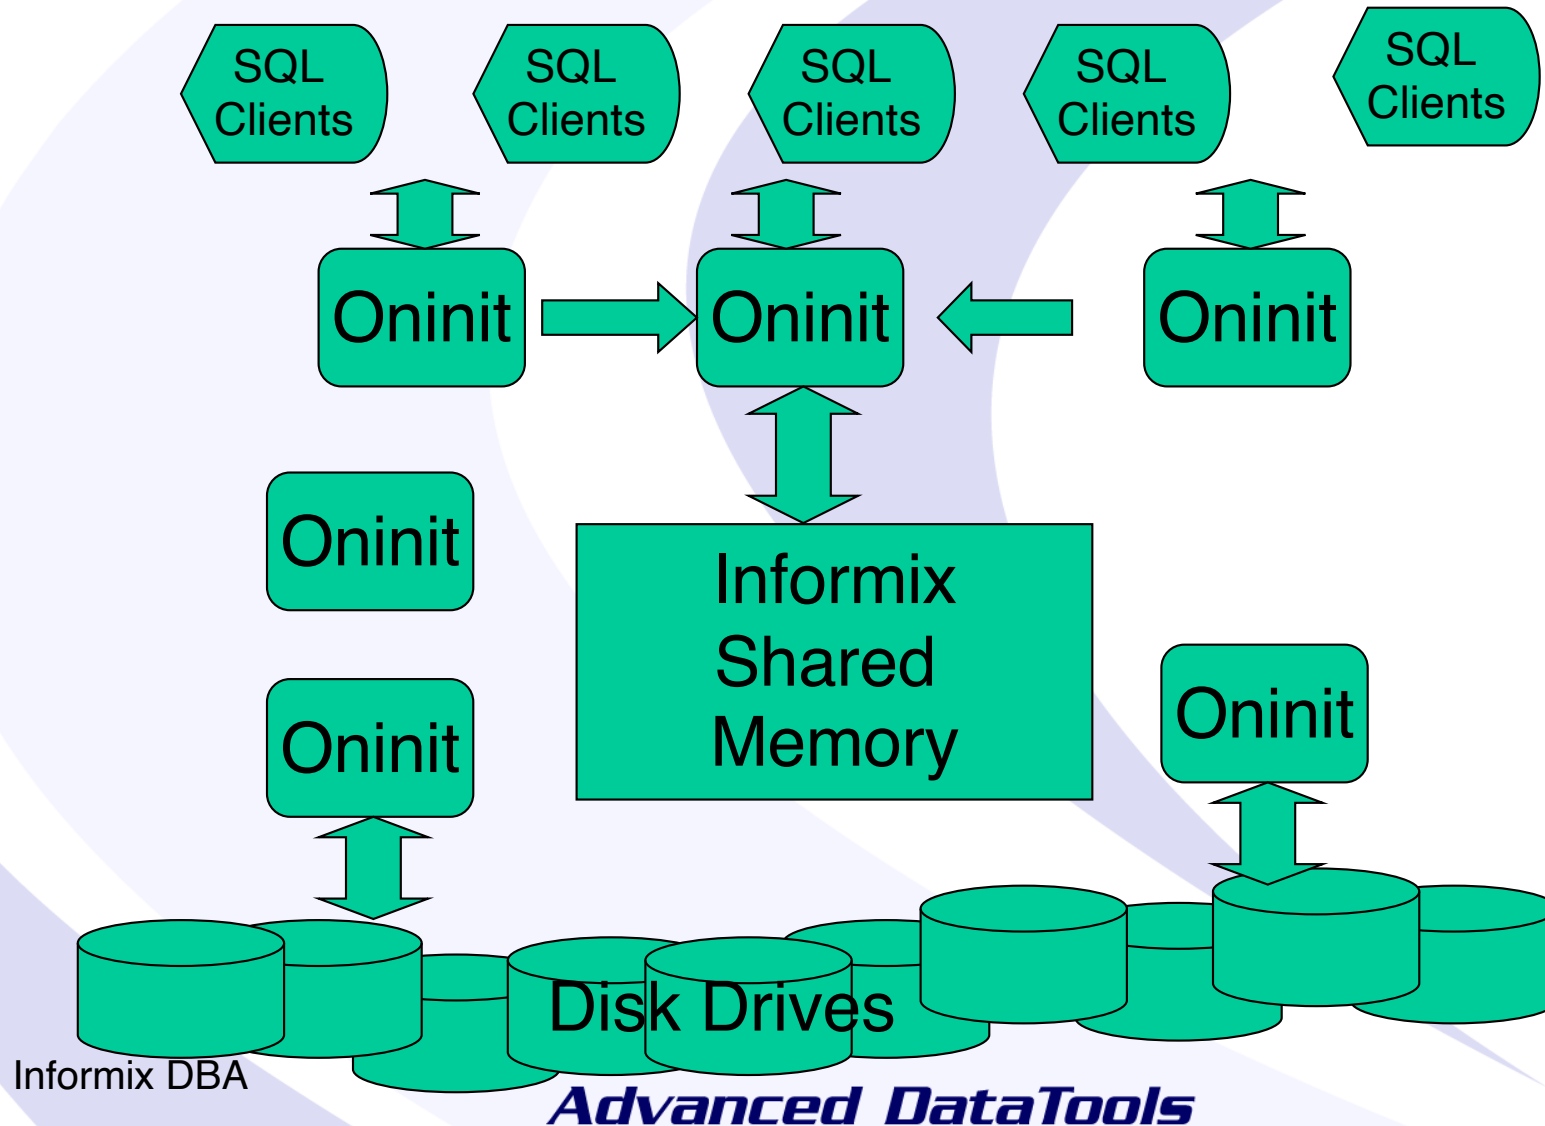 SQL
Clients
SQL
Clients
SQL
Clients
SQL
Clients
SQL
Clients
Oninit
Oninit
Oninit
Oninit
Informix
Shared
Memory
Oninit
Oninit
Disk Drives
Informix DBA
Advanced DataTools